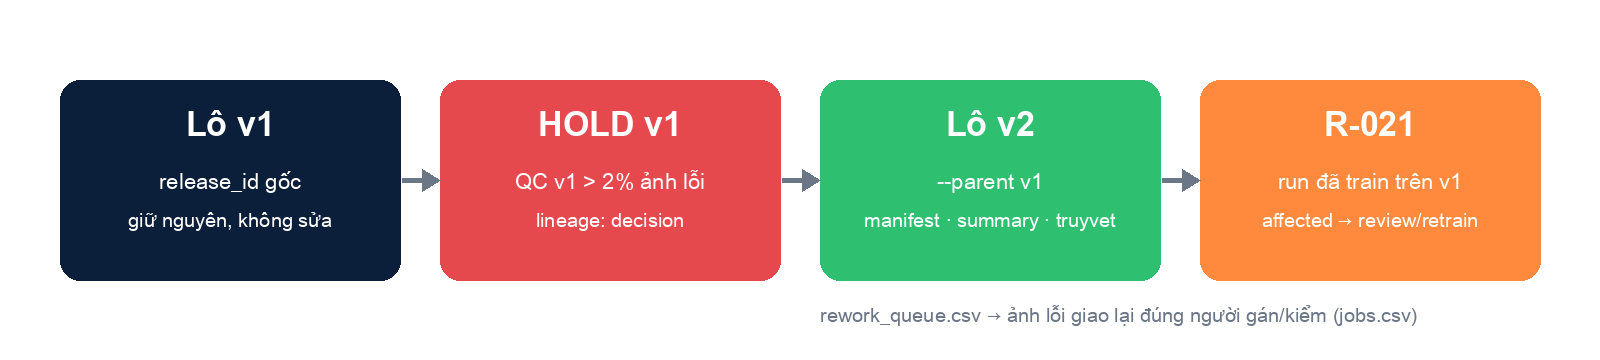 Lô v1
release_id gốc
giữ nguyên, không sửa
HOLD v1
QC v1 > 2% ảnh lỗi
lineage: decision
Lô v2
--parent v1
manifest · summary · truyvet
R-021
run đã train trên v1
affected → review/retrain
rework_queue.csv → ảnh lỗi giao lại đúng người gán/kiểm (jobs.csv)